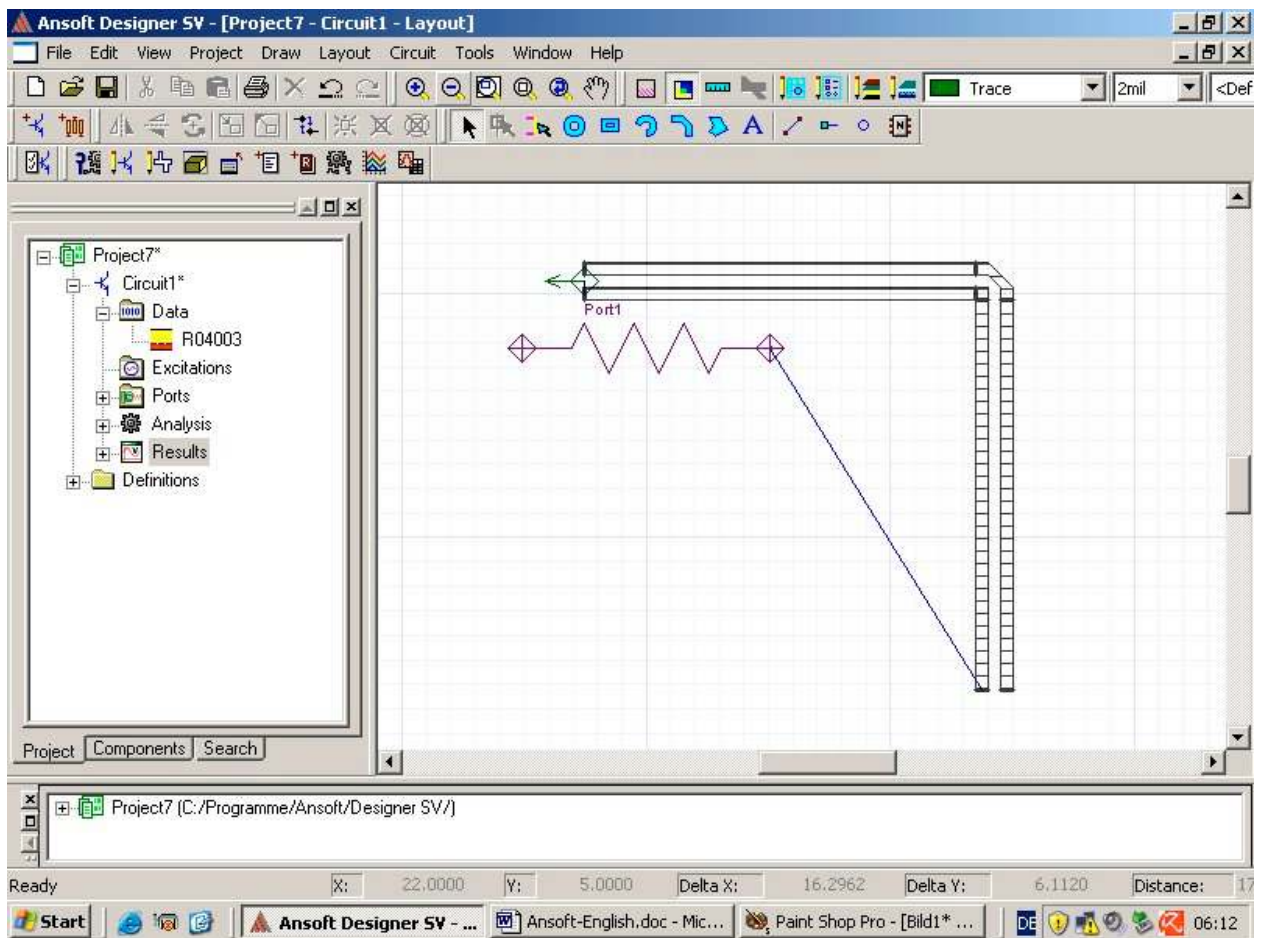 Ansoft Designer SV - [Project7 - Circuit1 - Layout]
File Edit View Project Draw Layout Circuit Tools Window Help
Trace 2mil <Def
Project7*
Circuit1*
Data
R04003
Excitations
Ports
Analysis
Results
Definitions
Port1
Project Components Search
Project7 (C:/Programme/Ansoft/Designer SV/)
Ready X: 22.0000 Y: 5.0000 Delta X: 16.2962 Delta Y: 6.1120 Distance: 17
Start Ansoft Designer SV - ... Ansoft-English.doc - Mic... Paint Shop Pro - [Bild1* ... DE 06:12